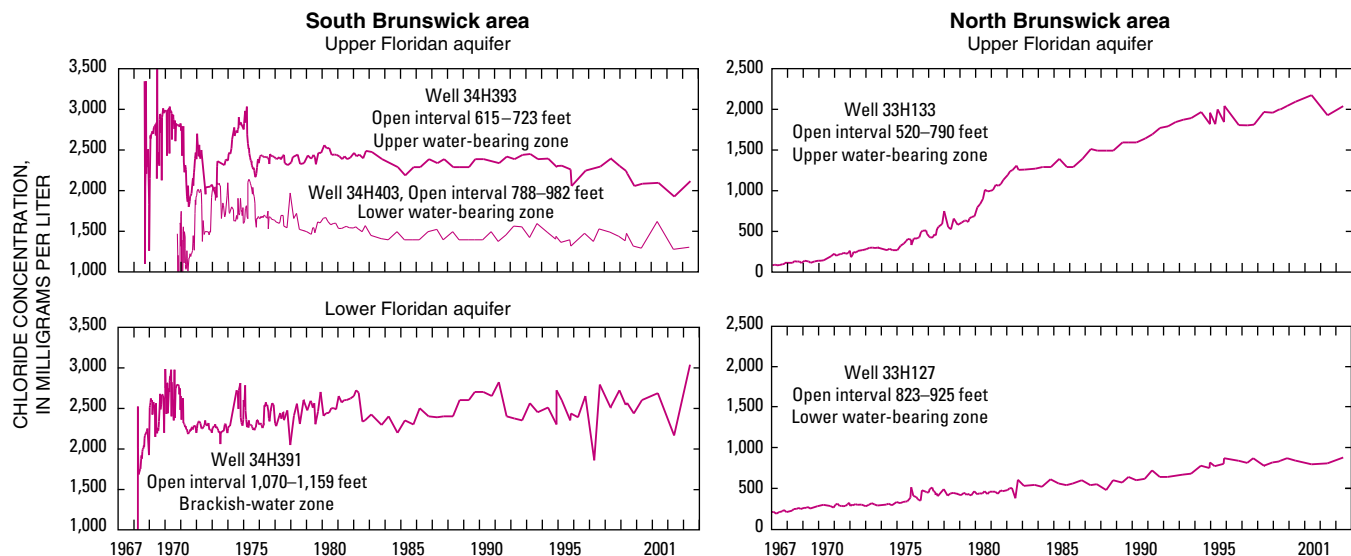 South Brunswick area
Upper Floridan aquifer
North Brunswick area
Upper Floridan aquifer
CHLORIDE CONCENTRATION,
IN MILLIGRAMS PER LITER
3,500
3,000
2,500
2,000
1,500
1,000
Well 34H393
Open interval 615–723 feet
Upper water-bearing zone
Well 34H403, Open interval 788–982 feet
Lower water-bearing zone
2,500
2,000
1,500
1,000
500
0
Well 33H133
Open interval 520–790 feet
Upper water-bearing zone
Lower Floridan aquifer
3,500
3,000
2,500
2,000
1,500
1,000
Well 34H391
Open interval 1,070–1,159 feet
Brackish-water zone
1967 1970 1975 1980 1985 1990 1995 2001
2,500
2,000
1,500
1,000
500
0
Well 33H127
Open interval 823–925 feet
Lower water-bearing zone
1967 1970 1975 1980 1985 1990 1995 2001